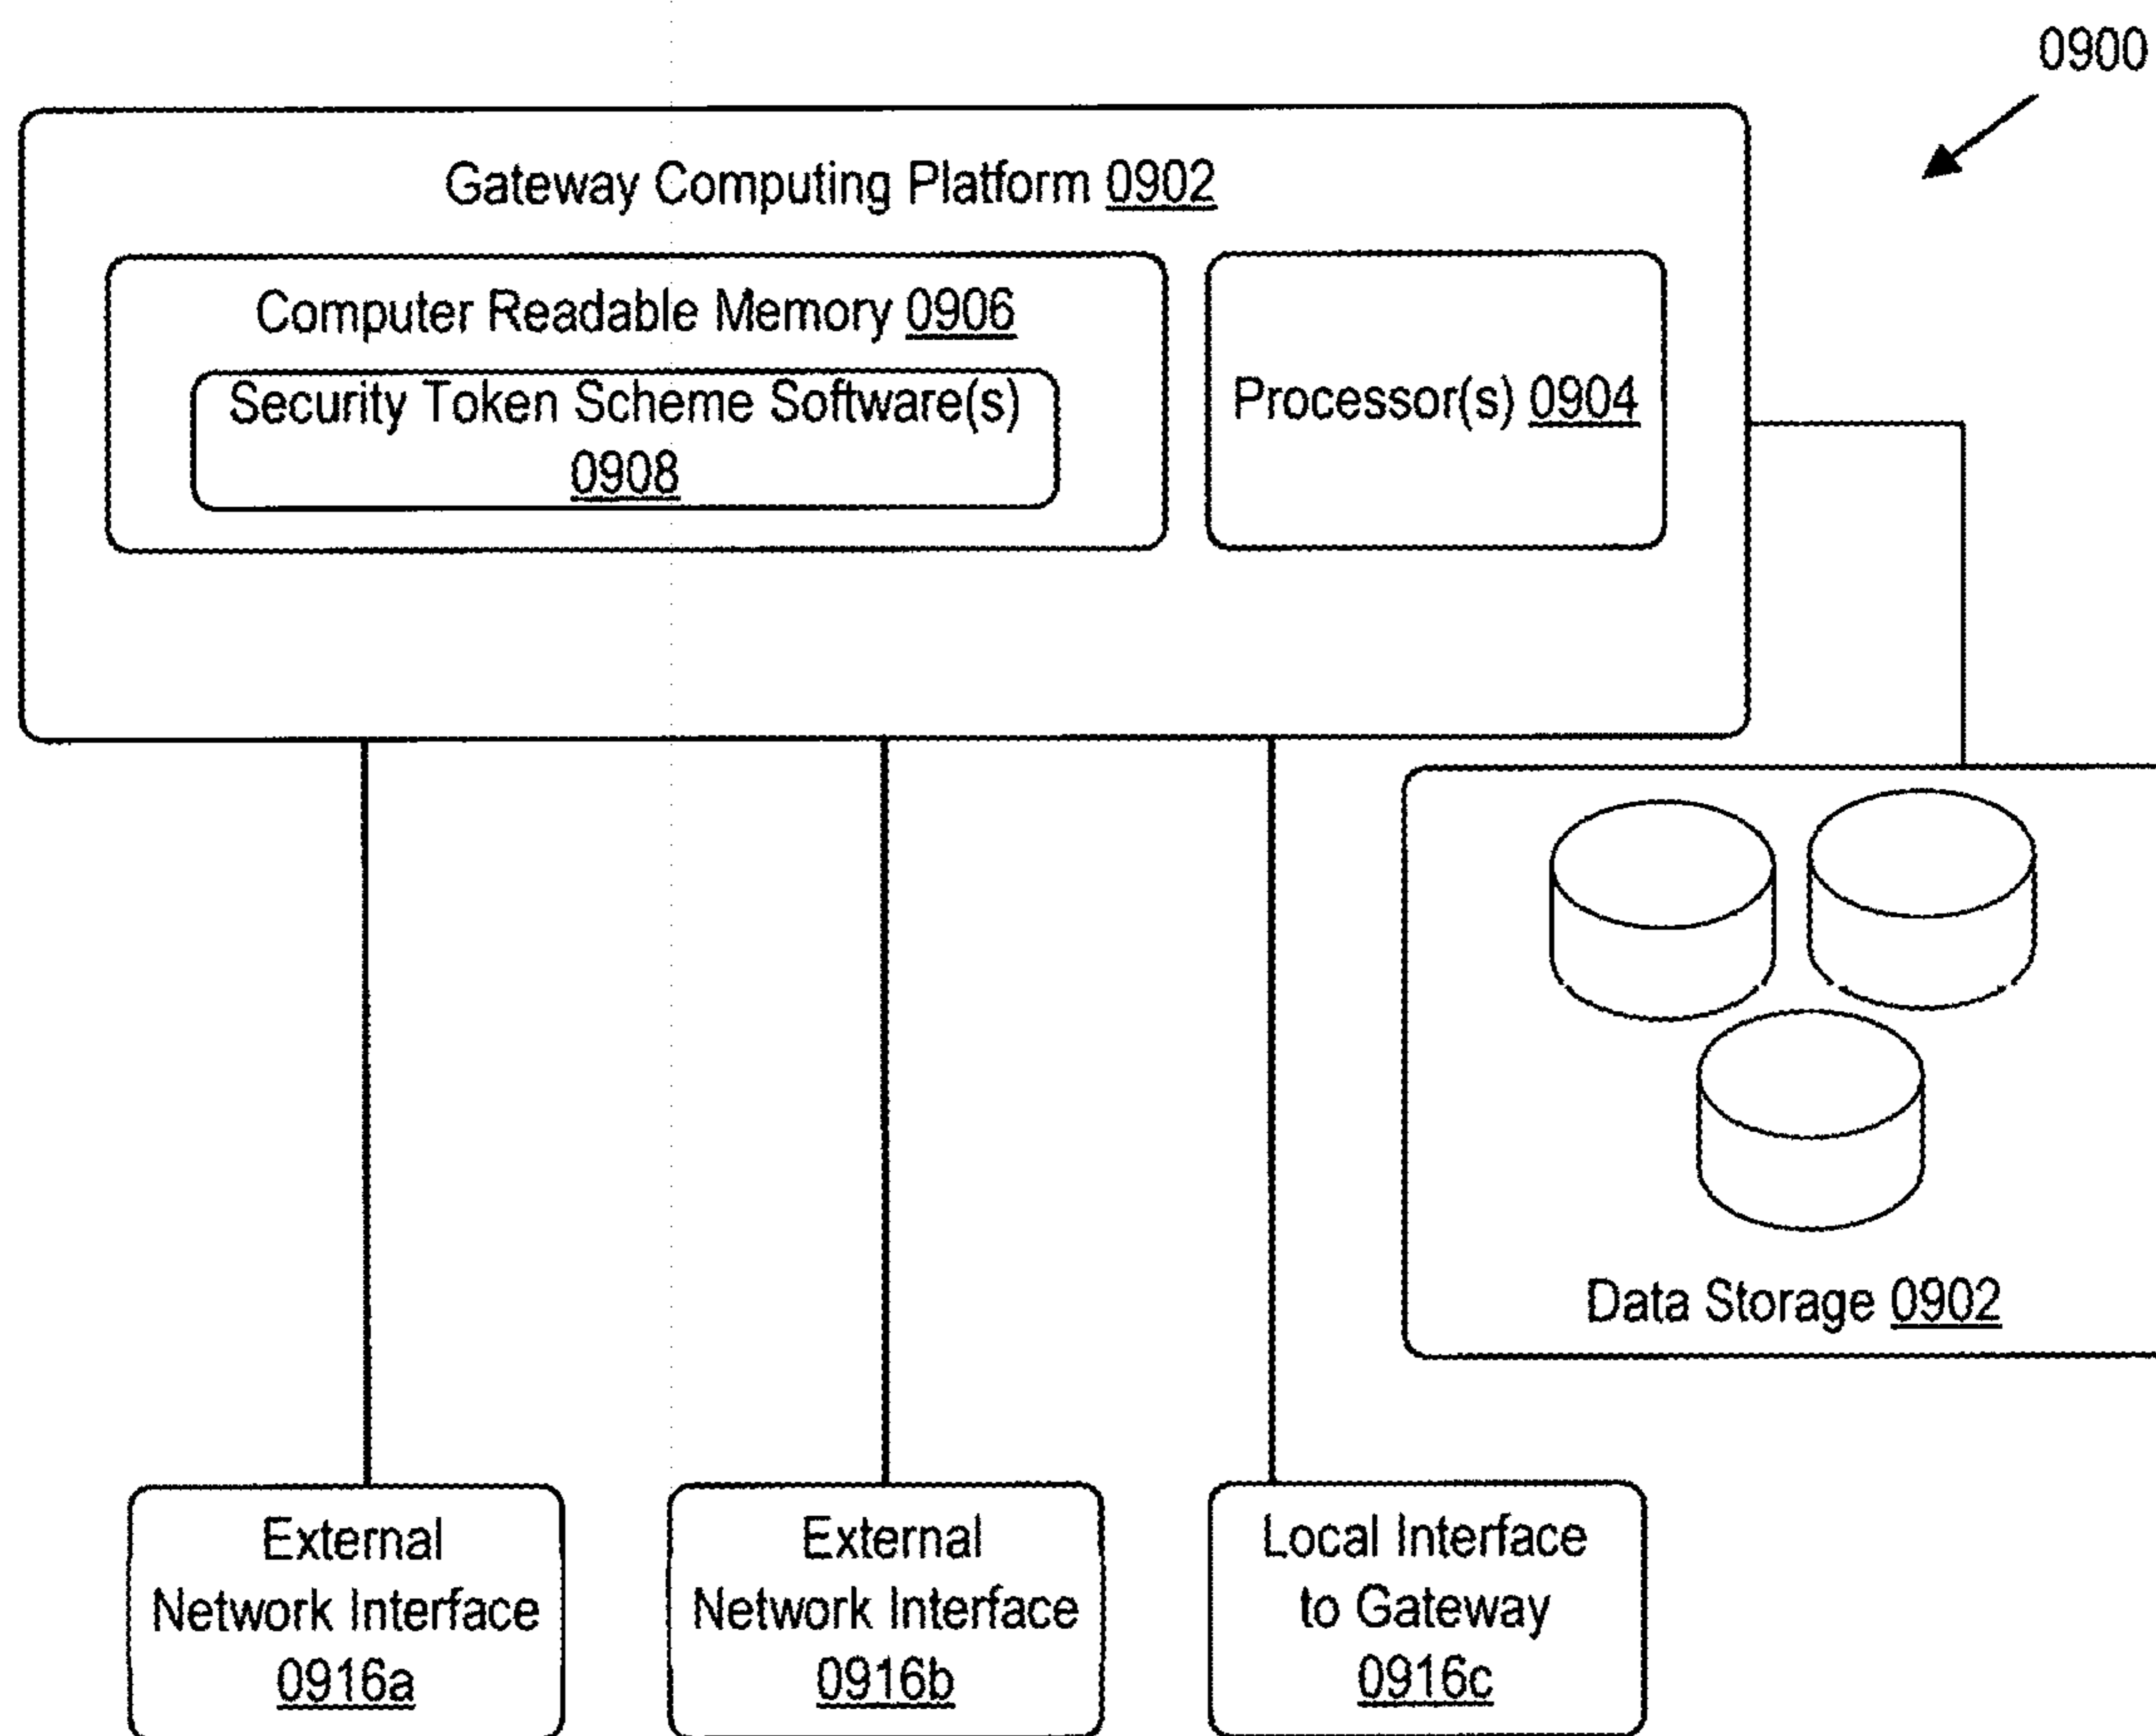 0900
Gateway Computing Platform 0902
Computer Readable Memory 0906
Security Token Scheme Software(s)
0908
Processor(s) 0904
Data Storage 0902
External
Network Interface
0916a
External
Network Interface
0916b
Local Interface
to Gateway
0916c